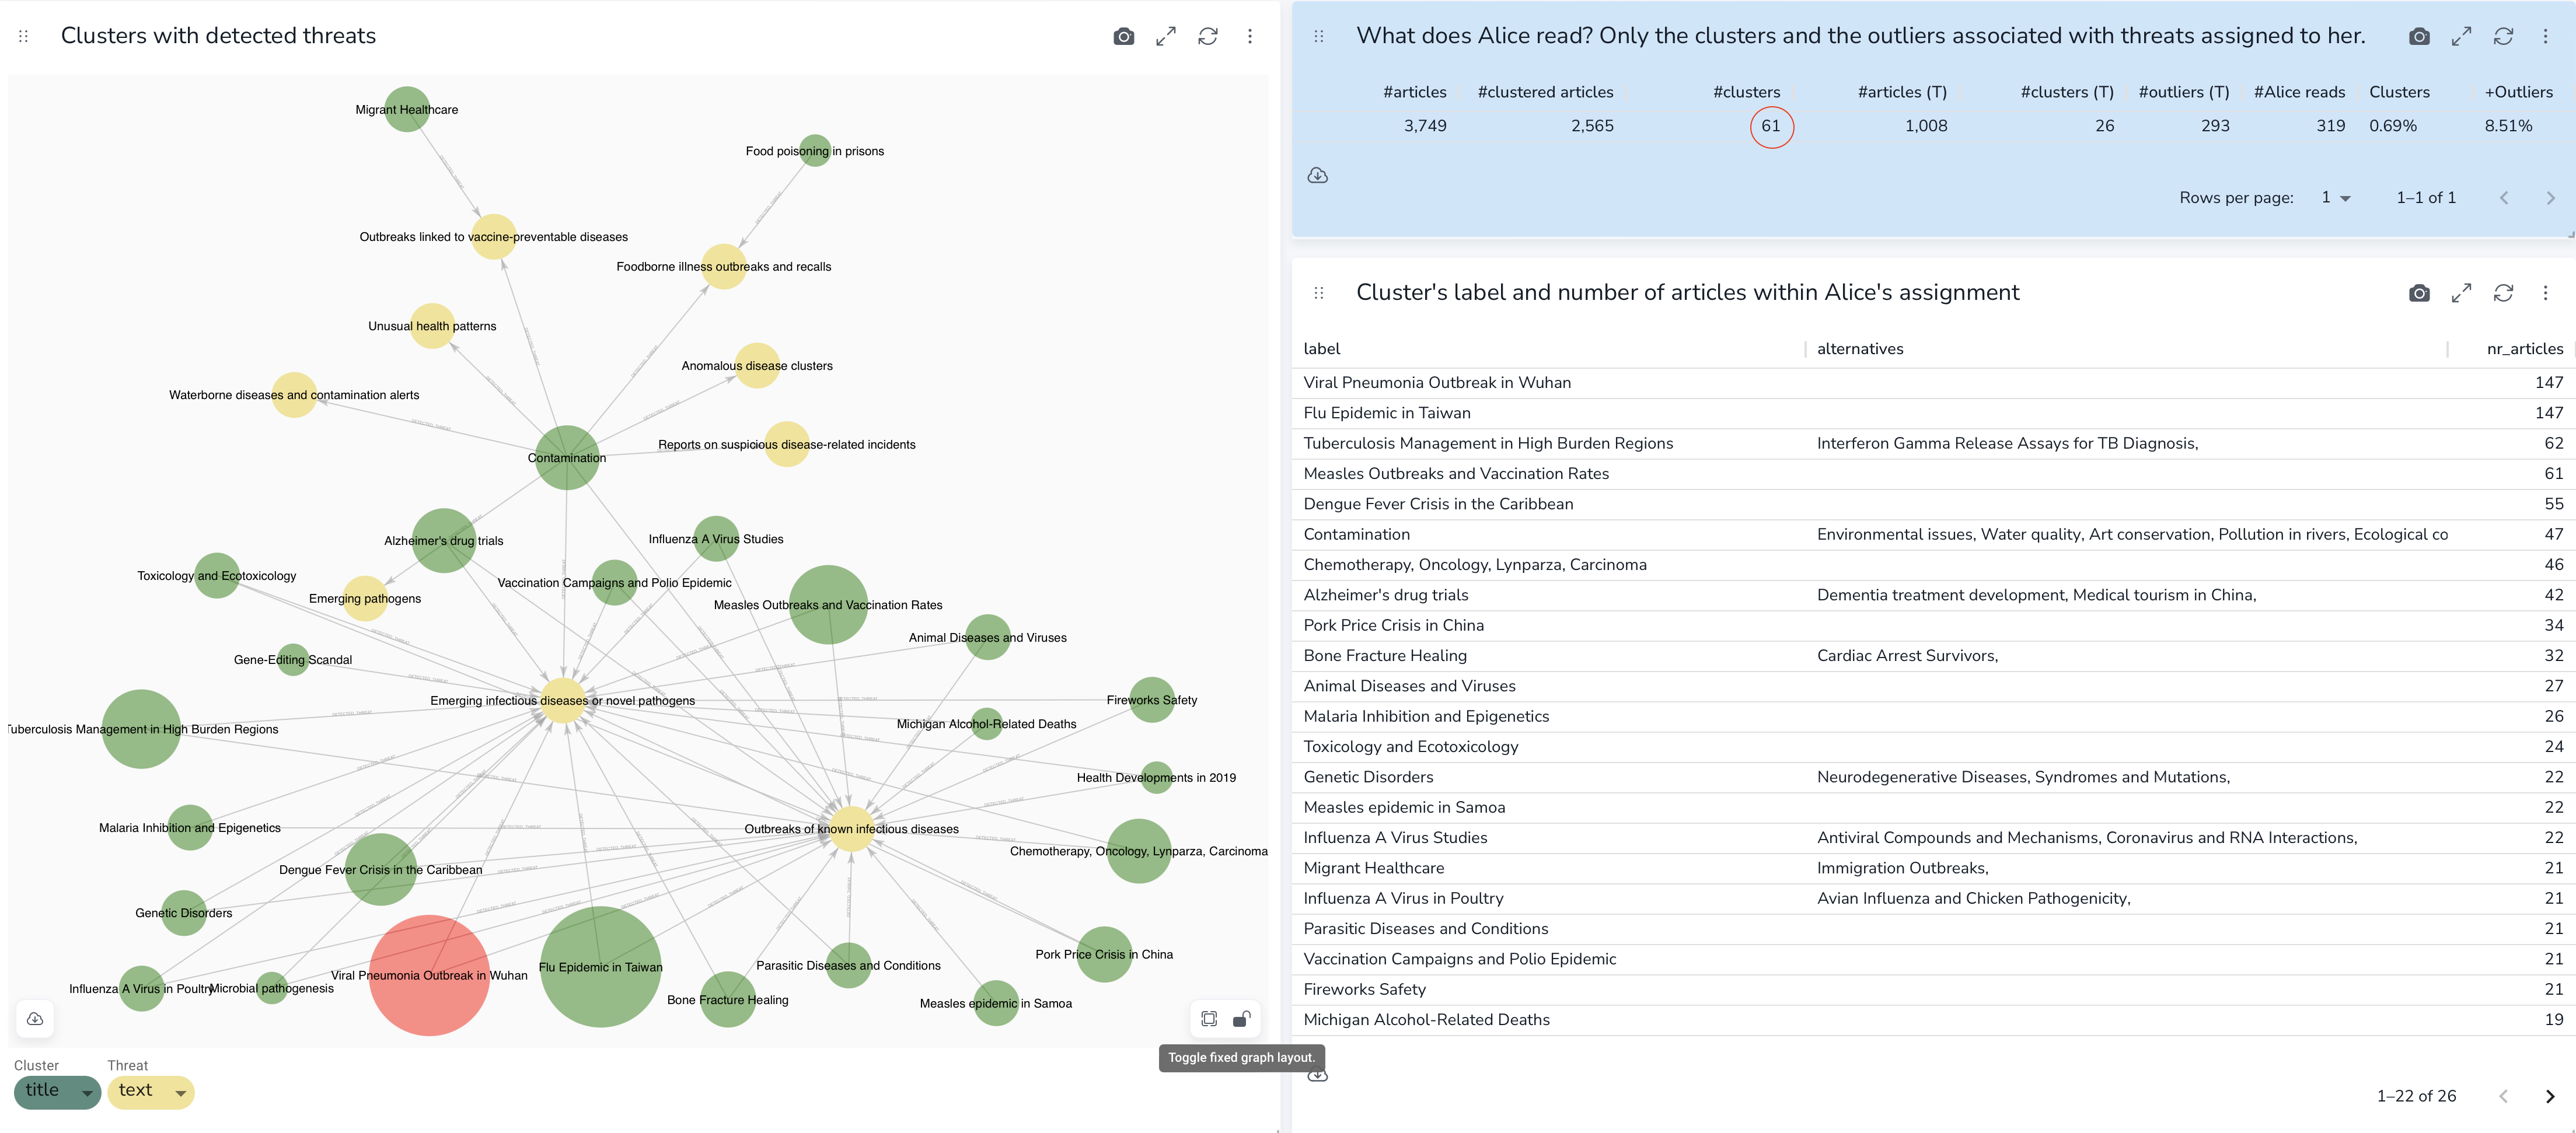 Clusters with detected threats
Migrant Healthcare
Food poisoning in prisons
Outbreaks linked to vaccine-preventable diseases
Foodborne illness outbreaks and recalls
Unusual health patterns
Anomalous disease clusters
Waterborne diseases and contamination alerts
Reports on suspicious disease-related incidents
Contamination
Alzheimer's drug trials
Influenza A Virus Studies
Toxicology and Ecotoxicology
Vaccination Campaigns and Polio Epidemic
Emerging pathogens
Measles Outbreaks and Vaccination Rates
Animal Diseases and Viruses
Gene-Editing Scandal
Emerging infectious diseases or novel pathogens
Fireworks Safety
Michigan Alcohol-Related Deaths
Tuberculosis Management in High Burden Regions
Health Developments in 2019
Malaria Inhibition and Epigenetics
Outbreaks of known infectious diseases
Chemotherapy, Oncology, Lynparza, Carcinoma
Dengue Fever Crisis in the Caribbean
Genetic Disorders
Pork Price Crisis in China
Flu Epidemic in Taiwan
Parasitic Diseases and Conditions
Viral Pneumonia Outbreak in Wuhan
Influenza A Virus in Poultry
Microbial pathogenesis
Bone Fracture Healing
Measles epidemic in Samoa
DETECTED_THREAT
Toggle fixed graph layout.
Cluster Threat
title text
What does Alice read? Only the clusters and the outliers associated with threats assigned to her.
#articles #clustered articles #clusters #articles (T) #clusters (T) #outliers (T) #Alice reads Clusters +Outliers
3,749 2,565 61 1,008 26 293 319 0.69% 8.51%
Rows per page: 1 1–1 of 1
Cluster's label and number of articles within Alice's assignment
label alternatives nr_articles
Viral Pneumonia Outbreak in Wuhan 147
Flu Epidemic in Taiwan 147
Tuberculosis Management in High Burden Regions Interferon Gamma Release Assays for TB Diagnosis, 62
Measles Outbreaks and Vaccination Rates 61
Dengue Fever Crisis in the Caribbean 55
Contamination Environmental issues, Water quality, Art conservation, Pollution in rivers, Ecological co 47
Chemotherapy, Oncology, Lynparza, Carcinoma 46
Alzheimer's drug trials Dementia treatment development, Medical tourism in China, 42
Pork Price Crisis in China 34
Bone Fracture Healing Cardiac Arrest Survivors, 32
Animal Diseases and Viruses 27
Malaria Inhibition and Epigenetics 26
Toxicology and Ecotoxicology 24
Genetic Disorders Neurodegenerative Diseases, Syndromes and Mutations, 22
Measles epidemic in Samoa 22
Influenza A Virus Studies Antiviral Compounds and Mechanisms, Coronavirus and RNA Interactions, 22
Migrant Healthcare Immigration Outbreaks, 21
Influenza A Virus in Poultry Avian Influenza and Chicken Pathogenicity, 21
Parasitic Diseases and Conditions 21
Vaccination Campaigns and Polio Epidemic 21
Fireworks Safety 21
Michigan Alcohol-Related Deaths 19
1–22 of 26